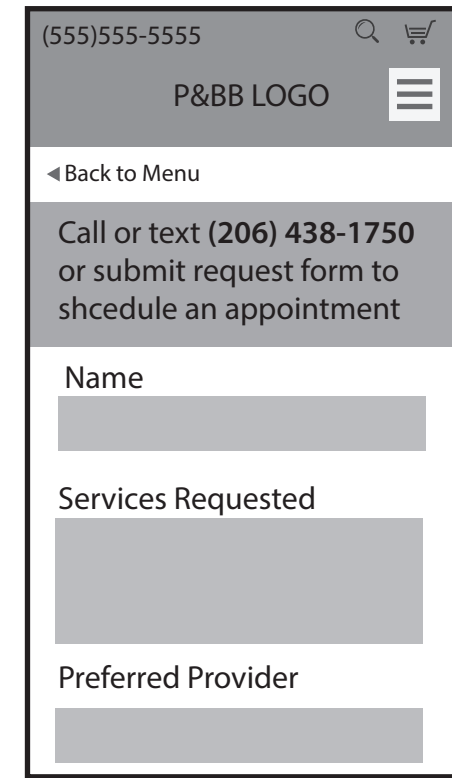 (555)555-5555
P&BB LOGO
Back to Menu
Call or text (206) 438-1750
or submit request form to
shcedule an appointment
Name
Services Requested
Preferred Provider